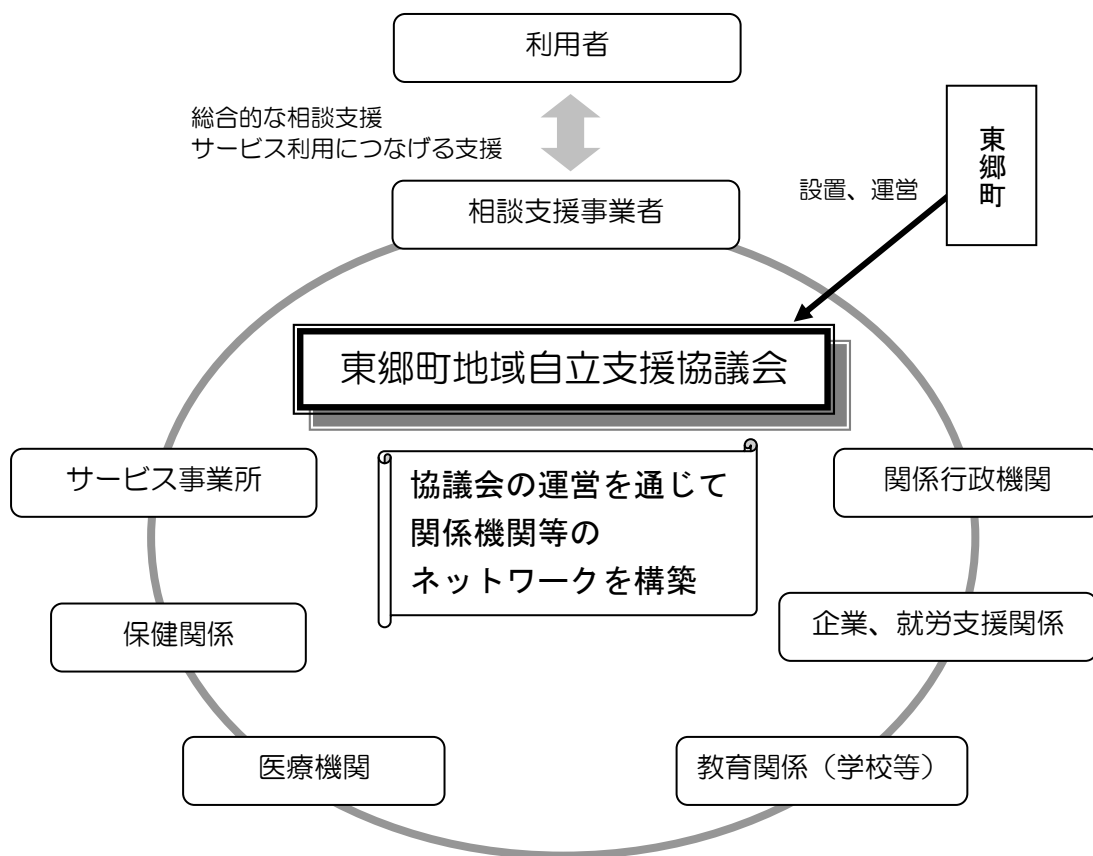 利用者
総合的な相談支援
サービス利用につなげる支援
東郷町
相談支援事業者
設置、運営
東郷町地域自立支援協議会
サービス事業所
協議会の運営を通じて
関係機関等の
ネットワークを構築
関係行政機関
保健関係
企業、就労支援関係
医療機関
教育関係（学校等）